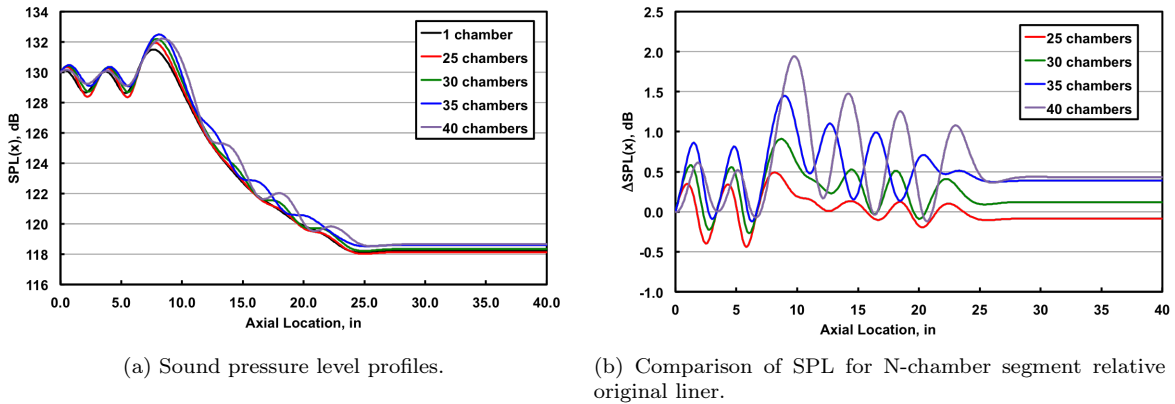 134
132
130
128
126
124
122
120
118
116
SPL(x), dB
0.0 5.0 10.0 15.0 20.0 25.0 30.0 35.0 40.0
Axial Location, in
1 chamber
25 chambers
30 chambers
35 chambers
40 chambers
(a) Sound pressure level profiles.
2.5
2.0
1.5
1.0
0.5
0.0
-0.5
-1.0
ΔSPL(x), dB
0 5 10 15 20 25 30 35 40
Axial Location, in
25 chambers
30 chambers
35 chambers
40 chambers
(b) Comparison of SPL for N-chamber segment relative
original liner.